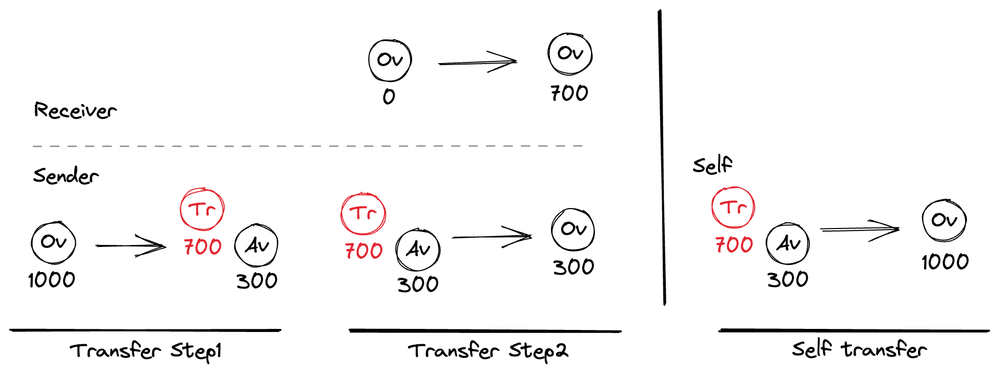 Ov
0
Ov
700
Receiver
Sender
Ov
1000
Tr
700
Av
300
Tr
700
Av
300
Ov
300
Self
Tr
700
Av
300
Ov
1000
Transfer Step1
Transfer Step2
Self transfer